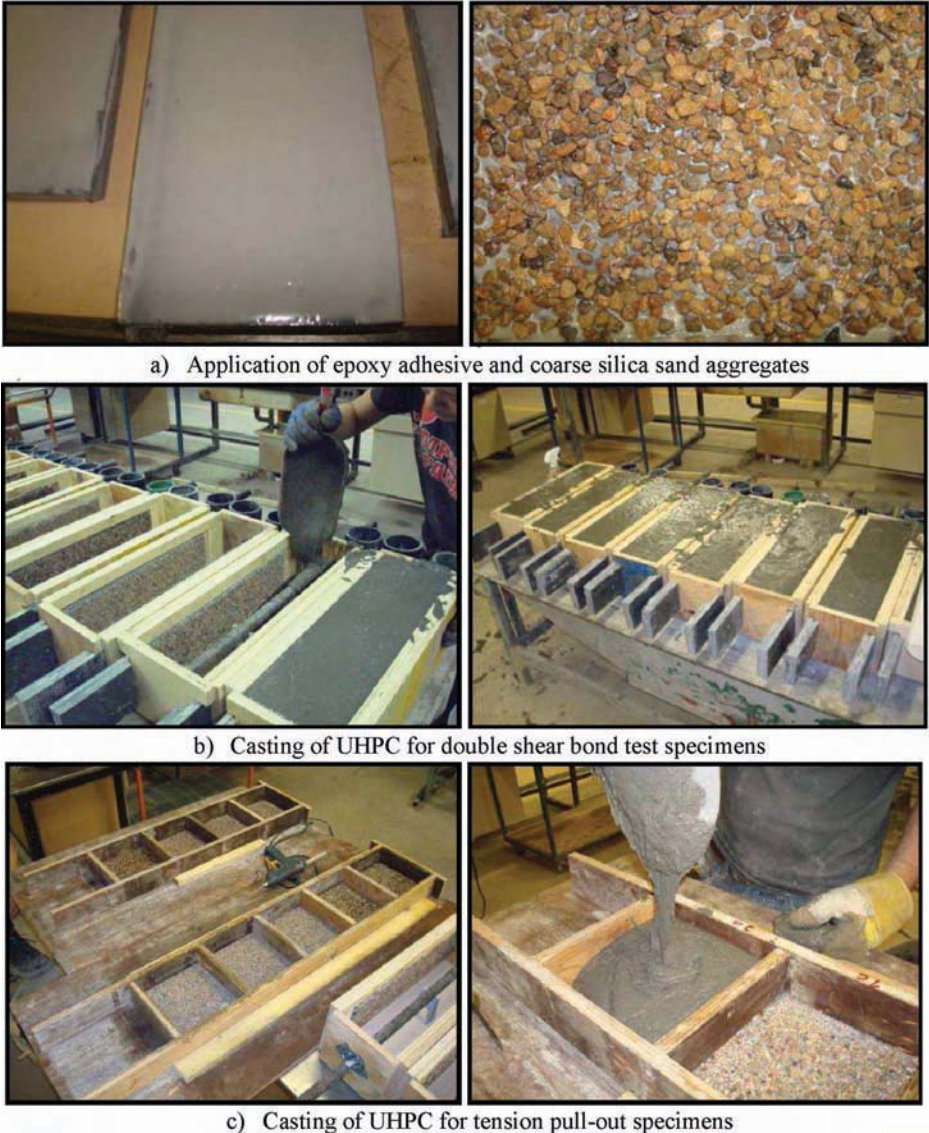 a) Application of epoxy adhesive and coarse silica sand aggregates
b) Casting of UHPC for double shear bond test specimens
c) Casting of UHPC for tension pull-out specimens